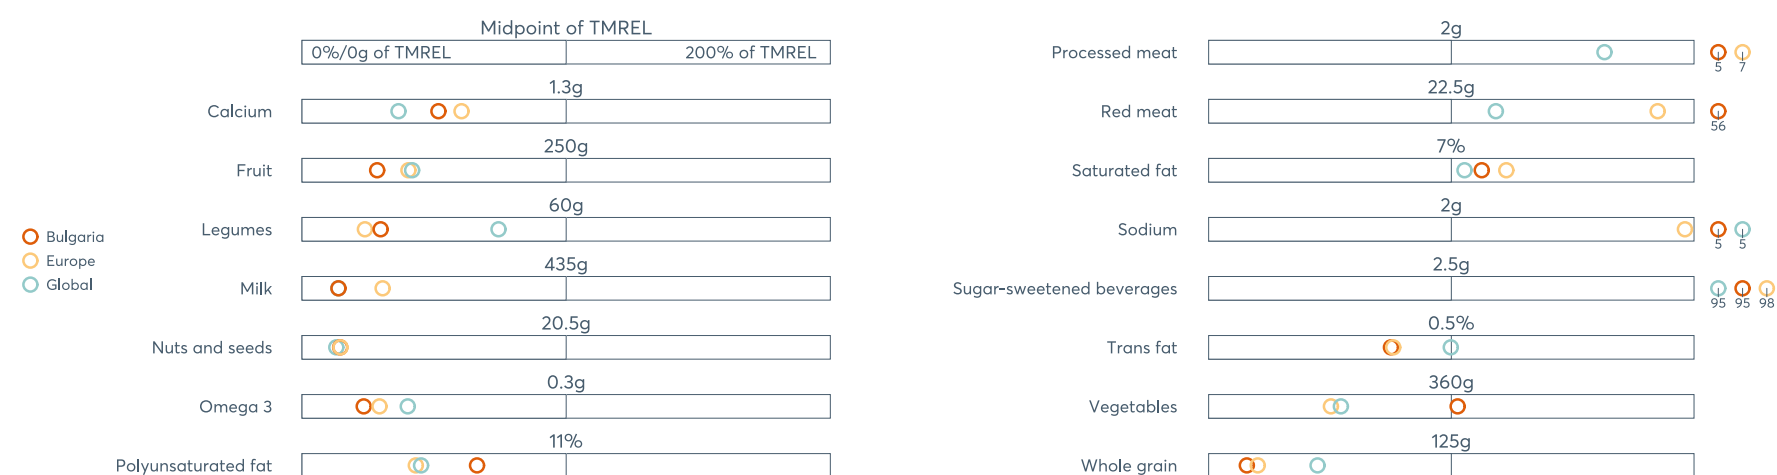 Midpoint of TMREL
0%/0g of TMREL
200% of TMREL
1.3g
Calcium
250g
Fruit
60g
Legumes
435g
Milk
20.5g
Nuts and seeds
0.3g
Omega 3
11%
Polyunsaturated fat
Bulgaria
Europe
Global
2g
Processed meat
5 7
22.5g
Red meat
56
7%
Saturated fat
2g
Sodium
5 5
2.5g
Sugar-sweetened beverages
95 95 98
0.5%
Trans fat
360g
Vegetables
125g
Whole grain